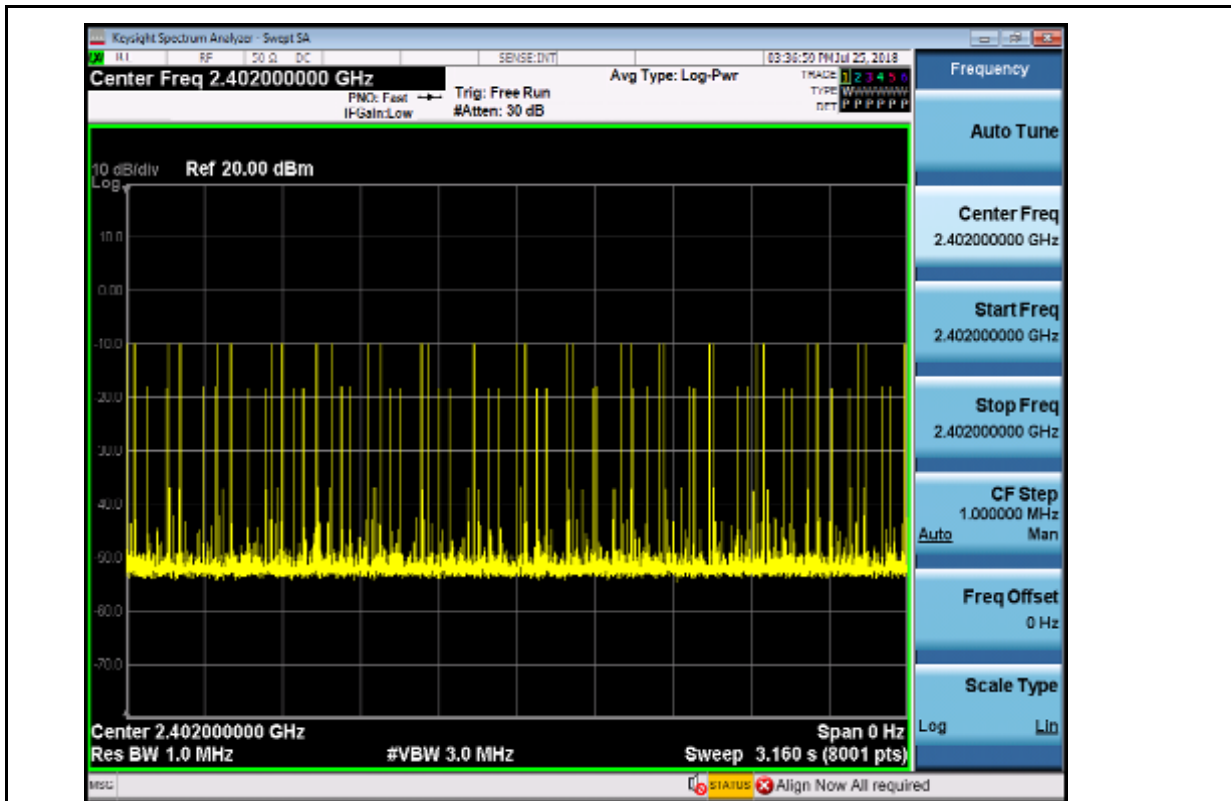 Keysight Spectrum Analyzer - Swept SA
RF 50 Ω DC SENSE:INT 03:36:50 PM Jul 25, 2018
Center Freq 2.402000000 GHz
Avg Type: Log-Pwr
TRACE 1 2 3 4 5 6
PNO: Fast
Trig: Free Run
TYPE WWWWWW
IFGain:Low
#Atten: 30 dB
DET P P P P P P
10 dB/div Ref 20.00 dBm
Log
10.0
0.00
-10.0
-20.0
-30.0
-40.0
-50.0
-60.0
-70.0
Center 2.402000000 GHz Span 0 Hz
Res BW 1.0 MHz #VBW 3.0 MHz Sweep 3.160 s (8001 pts)
MSG STATUS Align Now All required
Frequency
Auto Tune
Center Freq
2.402000000 GHz
Start Freq
2.402000000 GHz
Stop Freq
2.402000000 GHz
CF Step
1.000000 MHz
Auto Man
Freq Offset
0 Hz
Scale Type
Log Lin